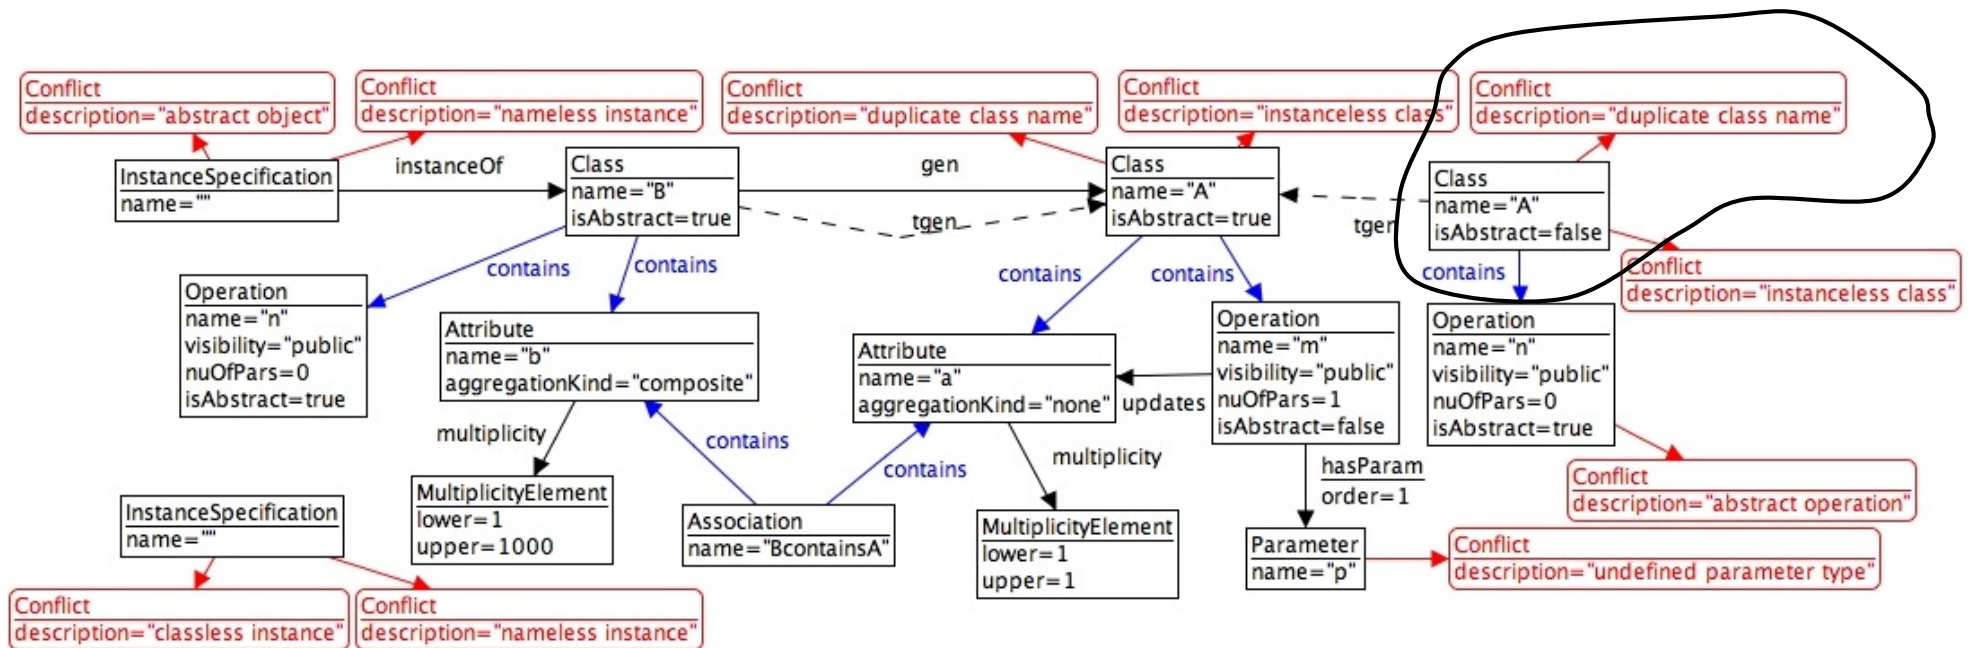 Conflict
description="abstract object"
Conflict
description="nameless instance"
Conflict
description="duplicate class name"
Conflict
description="instanceless class"
Conflict
description="duplicate class name"
InstanceSpecification
name=""
instanceOf
Class
name="B"
isAbstract=true
gen
tgen
Class
name="A"
isAbstract=true
tgen
Class
name="A"
isAbstract=false
contains
contains
contains
contains
contains
Conflict
description="instanceless class"
Operation
name="n"
visibility="public"
nuOfPars=0
isAbstract=true
Attribute
name="b"
aggregationKind="composite"
Attribute
name="a"
aggregationKind="none"
updates
Operation
name="m"
visibility="public"
nuOfPars=1
isAbstract=false
Operation
name="n"
visibility="public"
nuOfPars=0
isAbstract=true
multiplicity
contains
contains
multiplicity
hasParam
order=1
Conflict
description="abstract operation"
InstanceSpecification
name=""
MultiplicityElement
lower=1
upper=1000
Association
name="BcontainsA"
MultiplicityElement
lower=1
upper=1
Parameter
name="p"
Conflict
description="undefined parameter type"
Conflict
description="classless instance"
Conflict
description="nameless instance"